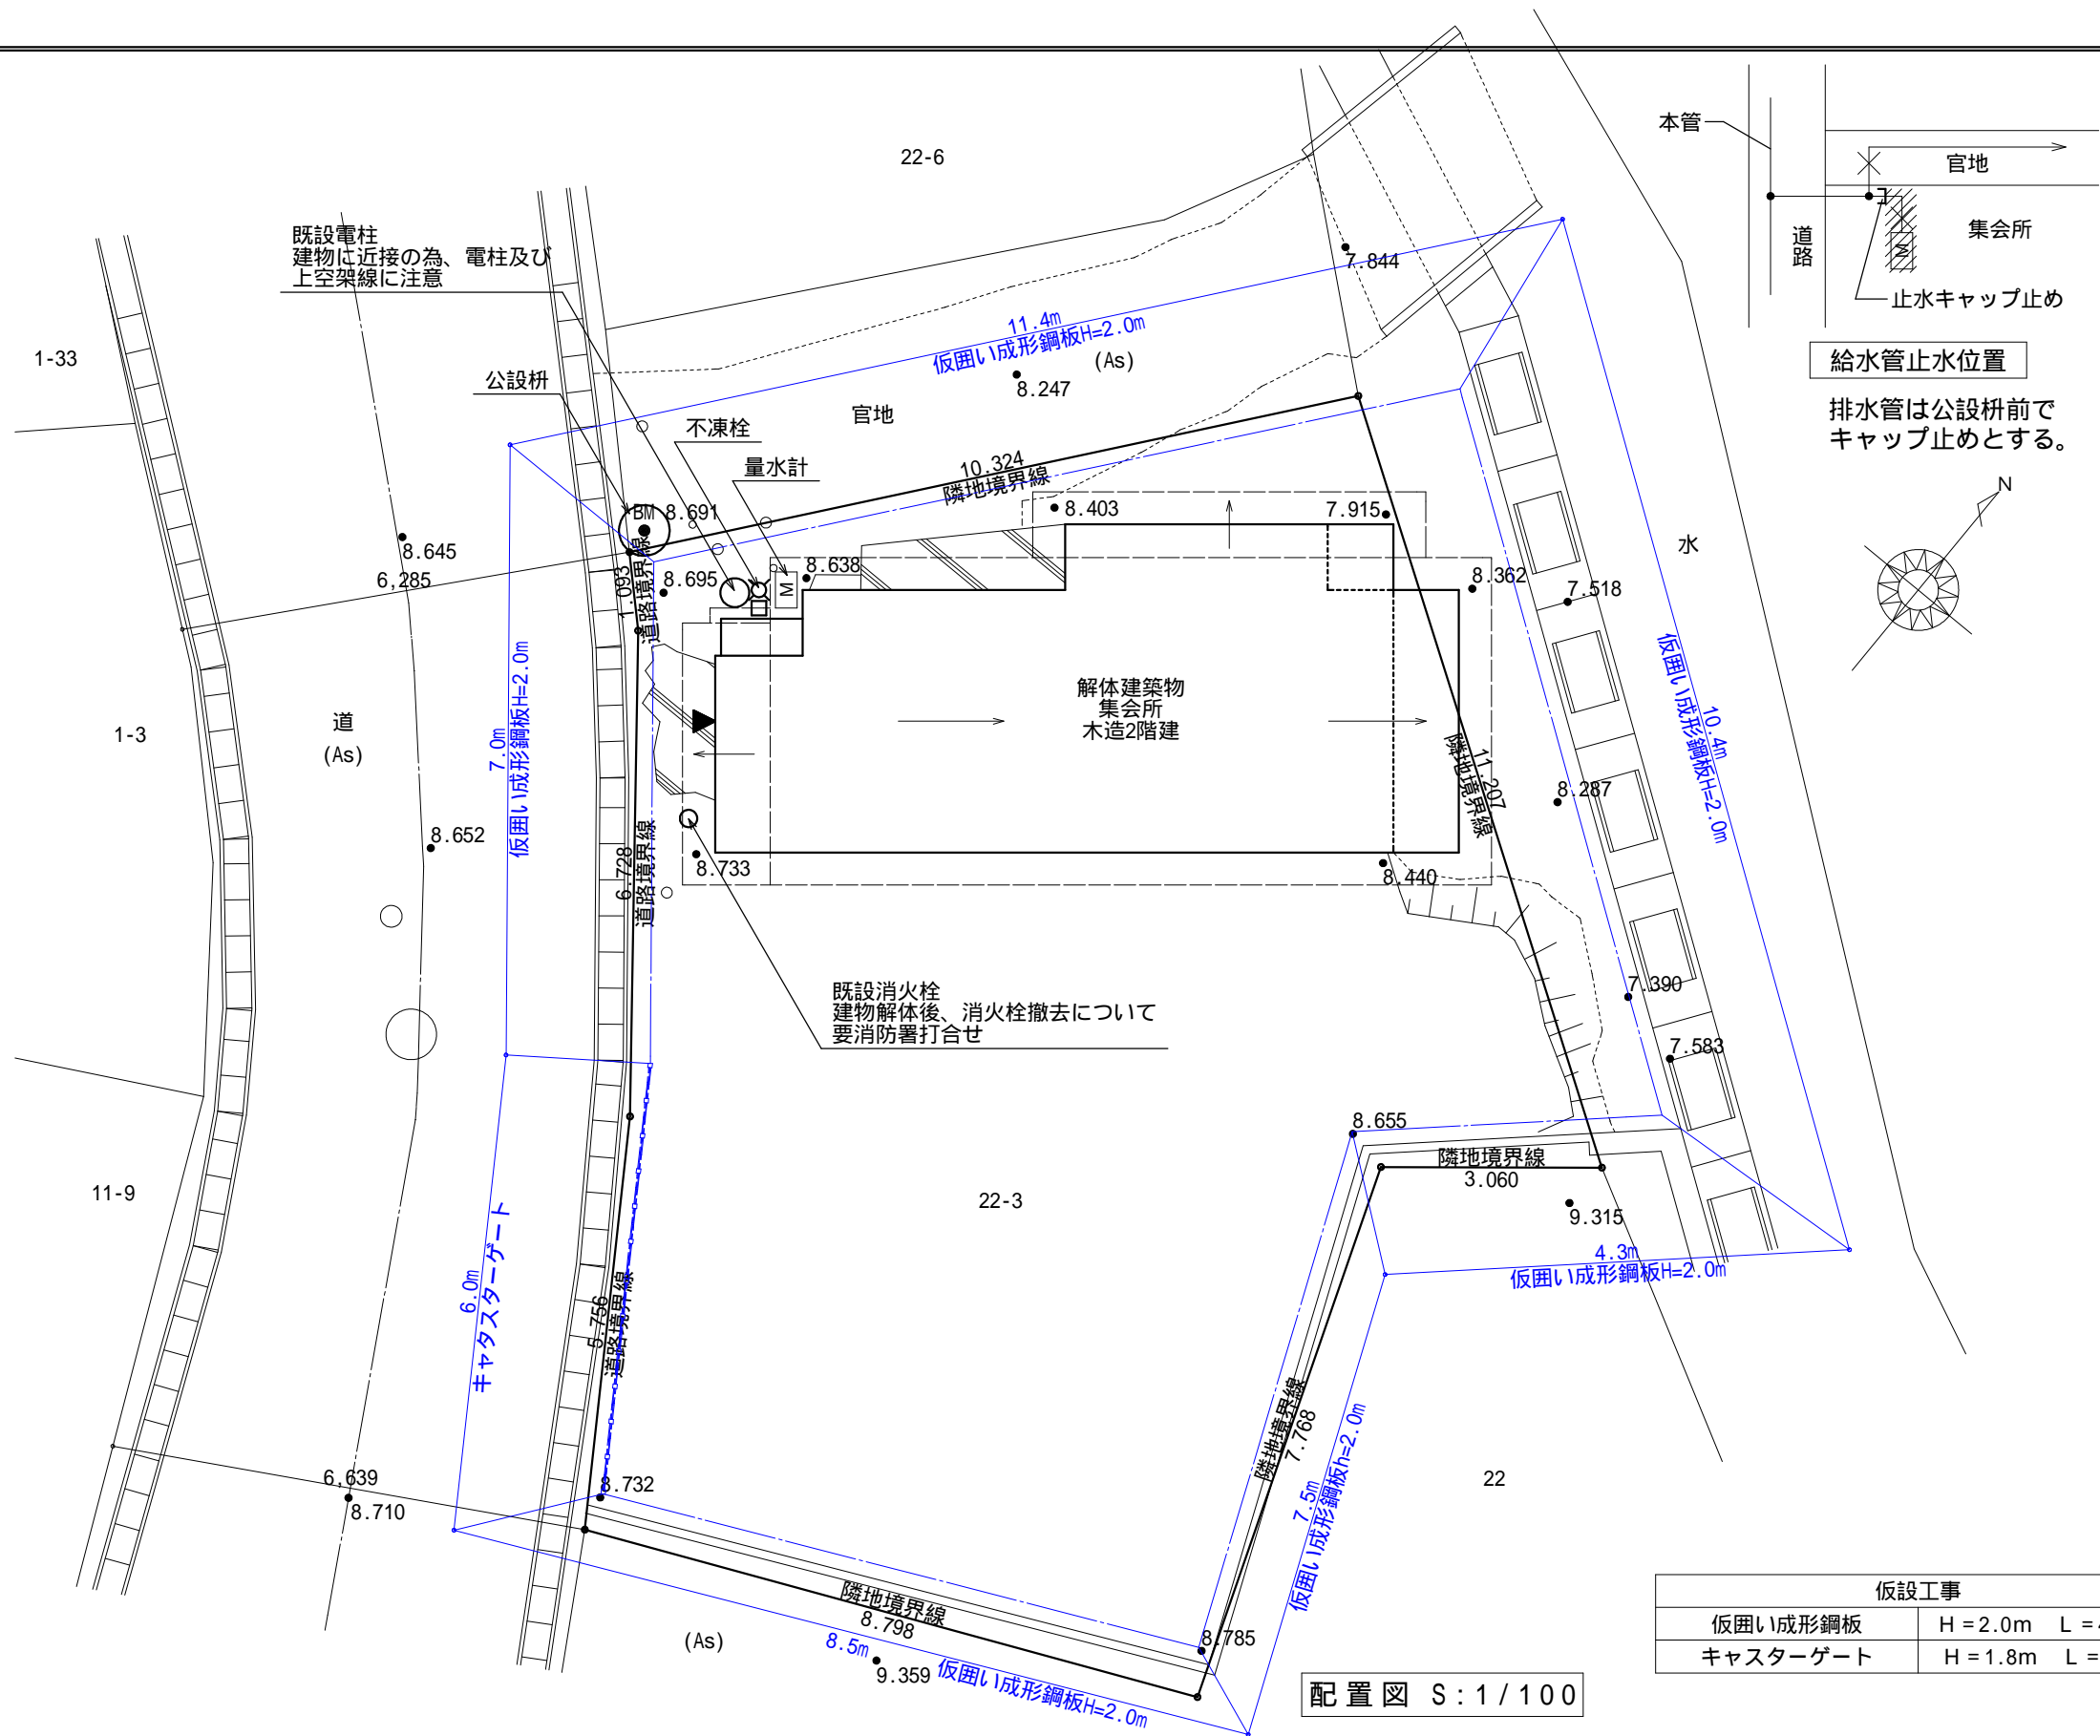 22-6
本管
官地
道路
集会所
M
止水キャップ止め
給水管止水位置
排水管は公設枡前で
キャップ止めとする。
N
既設電柱
建物に近接の為、電柱及び
上空架線に注意
公設枡
不凍栓
量水計
1-33
1-3
11-9
7.844
11.4m
仮囲い成形鋼板H=2.0m
(As)
8.247
官地
10.324
隣地境界線
BM 8.691
8.645
6,285
1.093
道路境界線
8.695
M
8.638
8.403
7.915
8.362
7.518
水
道
(As)
7.0m
仮囲い成形鋼板H=2.0m
解体建築物
集会所
木造2階建
11.207
隣地境界線
10.4m
仮囲い成形鋼板H=2.0m
8.287
8.652
6.728
道路境界線
8.733
8.440
既設消火栓
建物解体後、消火栓撤去について
要消防署打合せ
7.390
7.583
8.655
隣地境界線
3.060
9.315
4.3m
仮囲い成形鋼板H=2.0m
22-3
6.0m
キャタスターゲート
5.756
道路境界線
隣地境界線
7.768
7.5m
仮囲い成形鋼板h=2.0m
22
6,639
8.710
8.732
隣地境界線
8.798
(As)
8.5m
仮囲い成形鋼板H=2.0m
9.359
8.785
配置図 S:1/100
仮設工事
仮囲い成形鋼板 H=2.0m L=
キャスターゲート H=1.8m L=